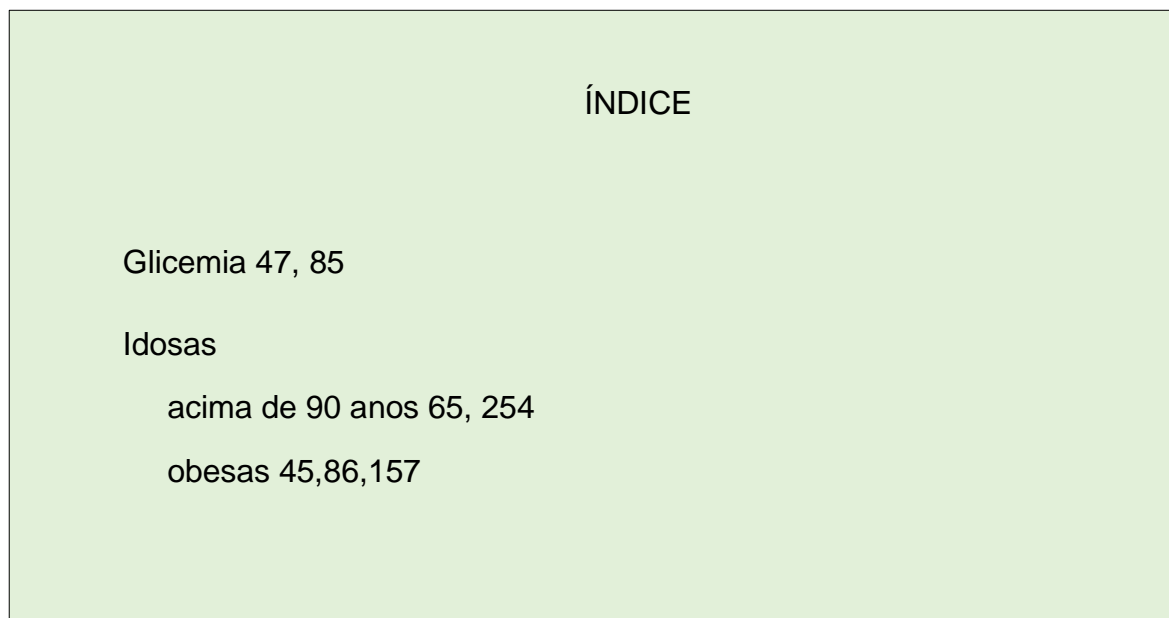 ÍNDICE
Glicemia 47, 85
Idosas
acima de 90 anos 65, 254
obesas 45,86,157